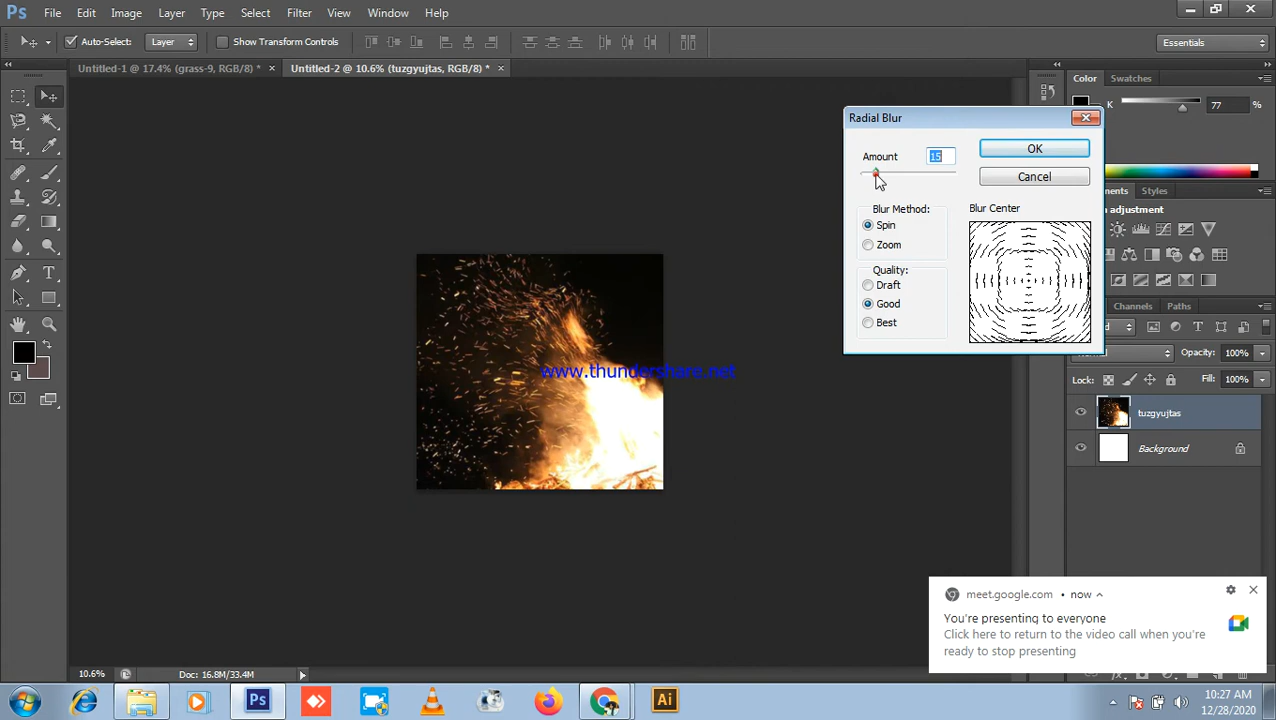 Ps File Edit Image Layer Type Select Filter View Window Help
Auto-Select: Layer Show Transform Controls Essentials
Untitled-1 @ 17.4% (grass-9, RGB/8) * × Untitled-2 @ 10.6% (tuzgyujtas, RGB/8) * ×
Color Swatches
K 77 %
Radial Blur
Amount 15 OK
Cancel
Blur Method: Blur Center
Spin
Zoom
Quality:
Draft
Good
Best
Styles
adjustment
Channels Paths
Opacity: 100%
Lock: Fill: 100%
tuzgyujtas
Background
www.thundershare.net
meet.google.com • now
You're presenting to everyone
Click here to return to the video call when you're
ready to stop presenting
10.6% Doc: 16.8M/33.4M
Ps Ai
10:27 AM
12/28/2020